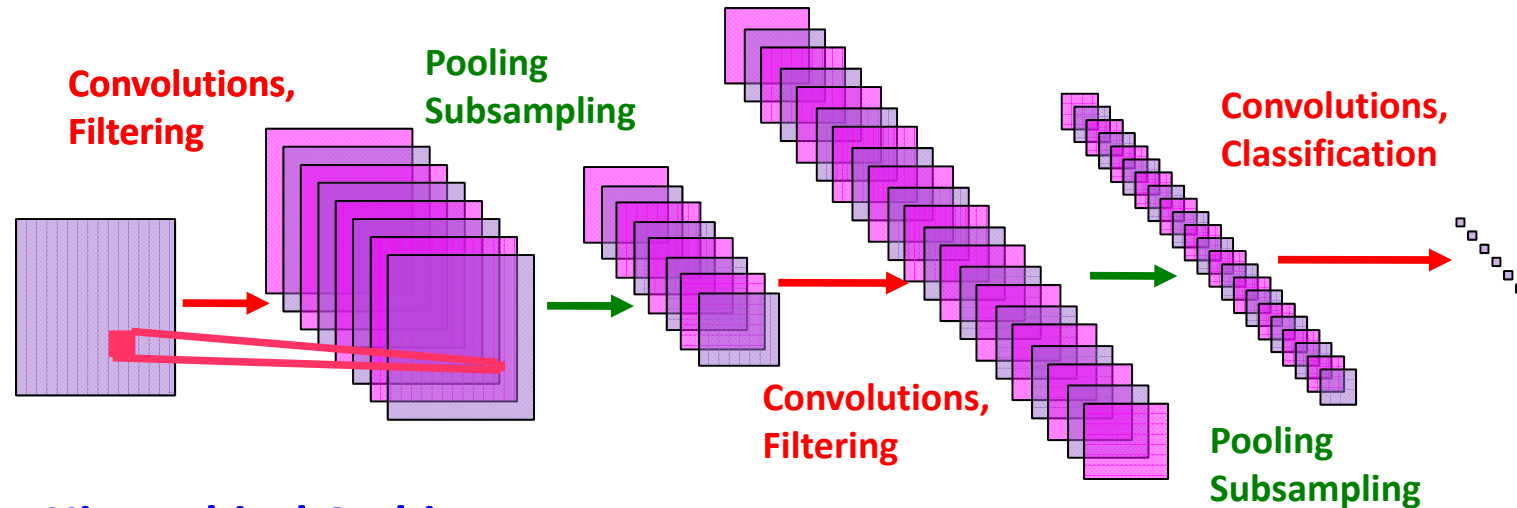 Convolutions,
Filtering
Pooling
Subsampling
Convolutions,
Filtering
Convolutions,
Classification
Pooling
Subsampling